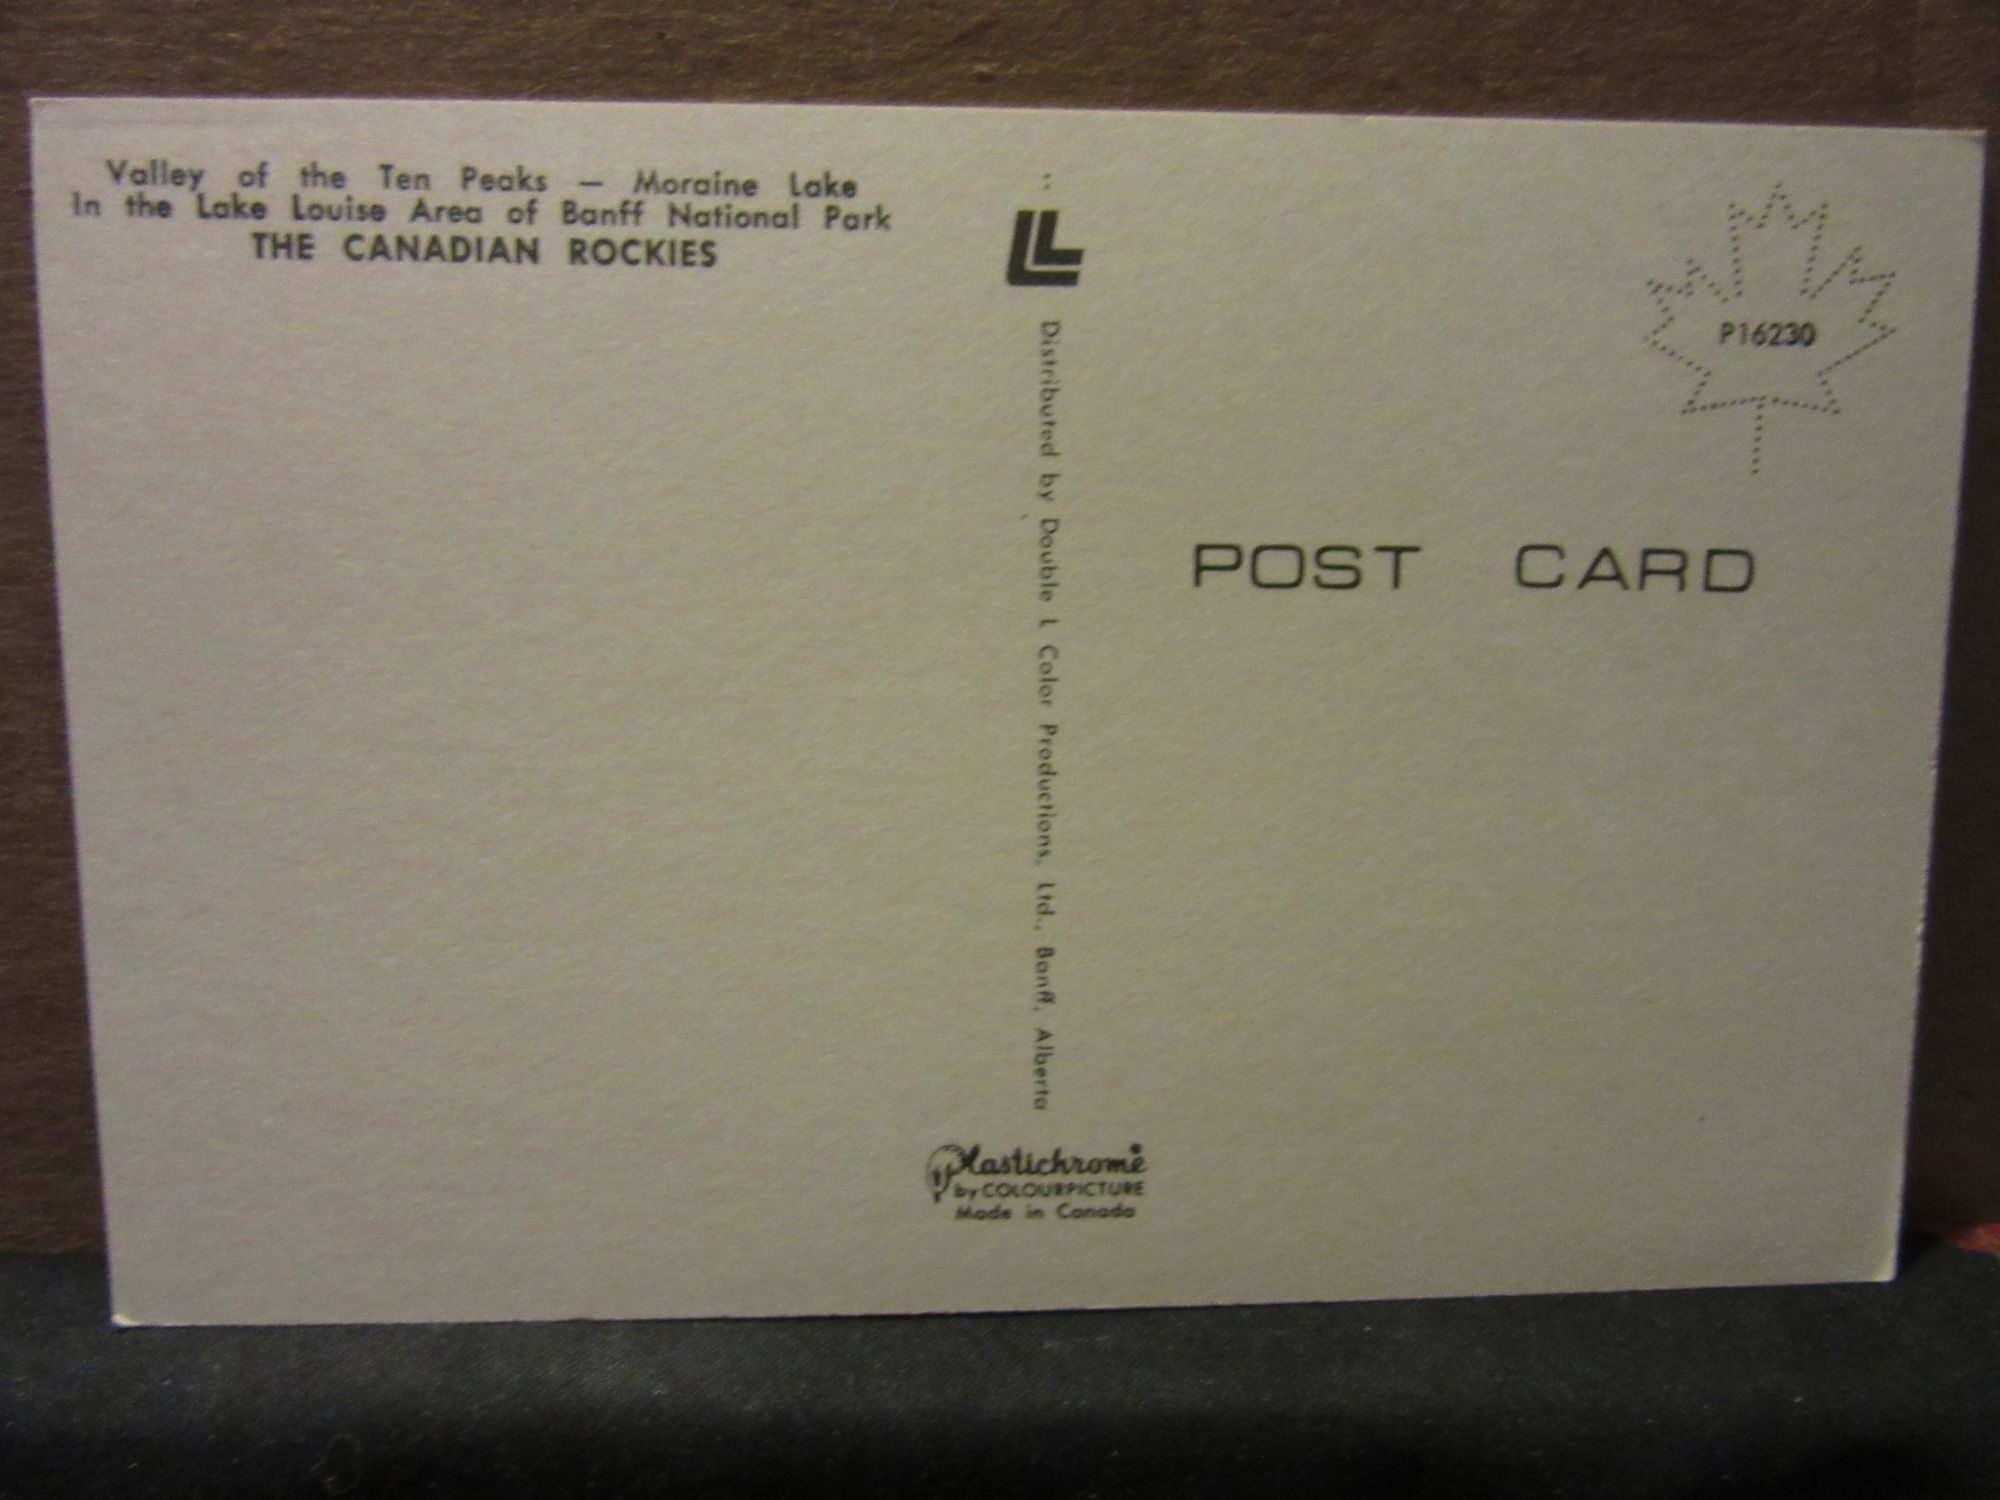 Valley of the Ten Peaks — Moraine Lake
In the Lake Louise Area of Banff National Park
THE CANADIAN ROCKIES
LL
Distributed by Double L Color Productions, Ltd., Banff, Alberta
Plastichrome
by COLOURPICTURE
Made in Canada
P16230
POST CARD